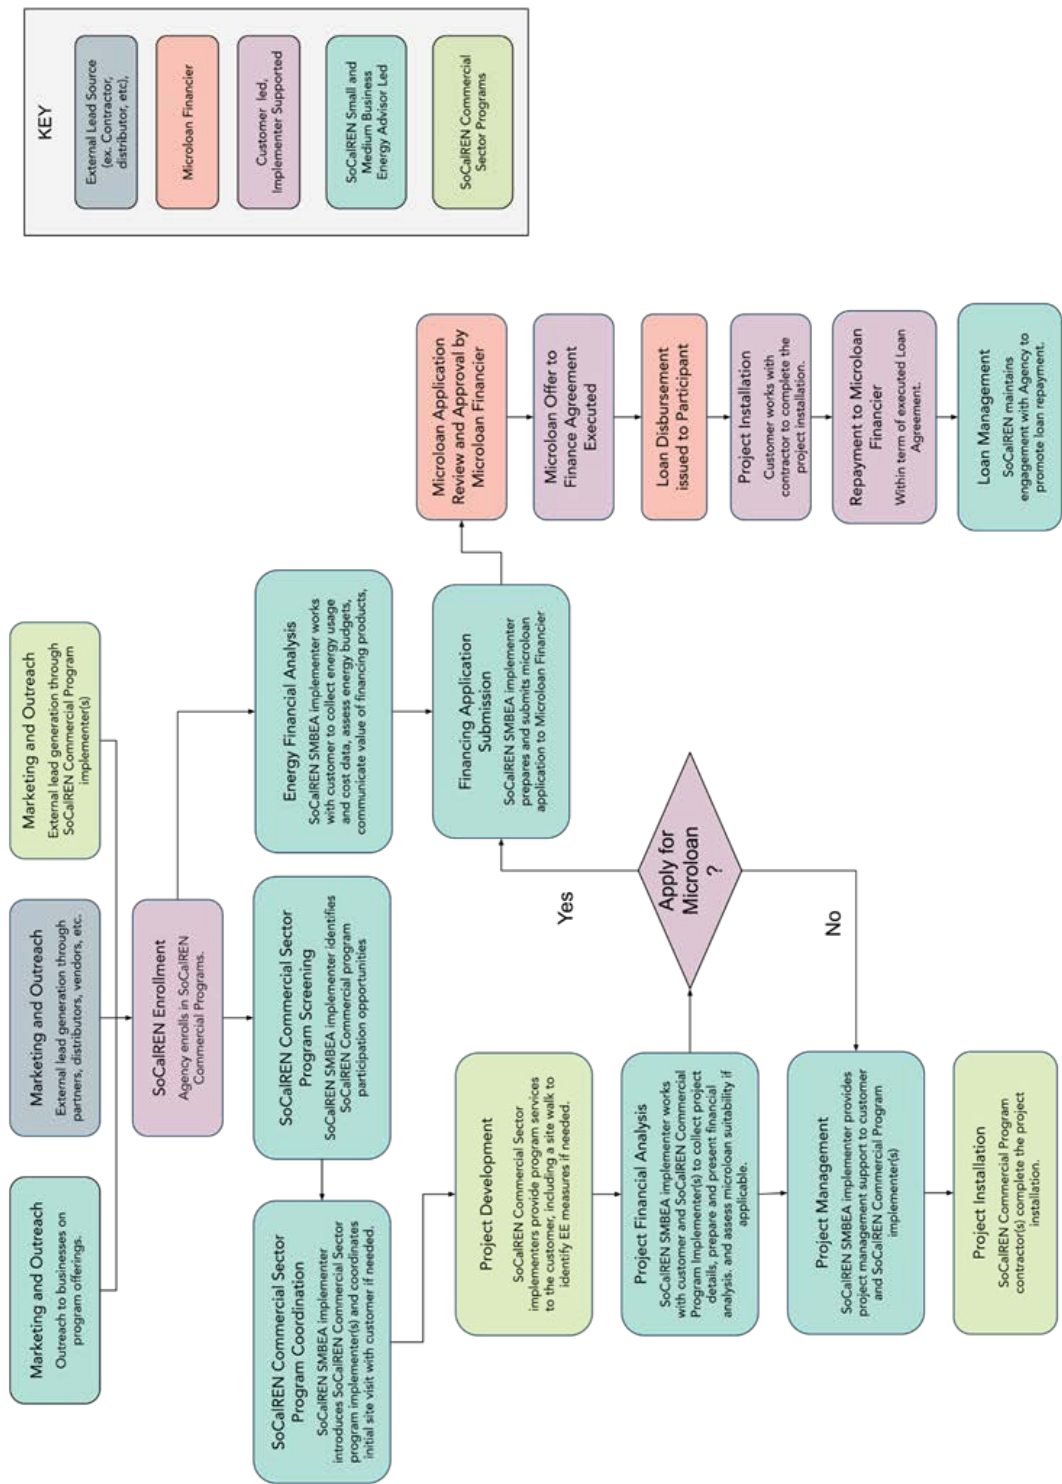 KEY
External Lead Source
(ex. Contractor,
distributor, etc),
Microloan Financier
Customer led,
Implementer Supported
SoCalREN Small and
Medium Business
Energy Advisor Led
SoCalREN Commercial
Sector Programs
Marketing and Outreach
Outreach to businesses on
program offerings.
Marketing and Outreach
External lead generation through
partners, distributors, vendors, etc.
Marketing and Outreach
External lead generation through
SoCalREN Commercial Program
implementer(s)
SoCalREN Enrollment
Agency enrolls in SoCalREN
Commercial Programs.
SoCalREN Commercial Sector
Program Coordination
SoCalREN SMBEA implementer
introduces SoCalREN Commercial Sector
program implementer(s) and coordinates
initial site visit with customer if needed.
SoCalREN Commercial Sector
Program Screening
SoCalREN SMBEA implementer identifies
SoCalREN Commercial program
participation opportunities
Energy Financial Analysis
SoCalREN SMBEA implementer works
with customer to collect energy usage
and cost data, assess energy budgets,
communicate value of financing products,
Project Development
SoCalREN Commercial Sector
implementers provide program services
to the customer, including a site walk to
identify EE measures if needed.
Project Financial Analysis
SoCalREN SMBEA implementer works
with customer and SoCalREN Commercial
Program Implementer(s) to collect project
details, prepare and present financial
analysis. and assess microloan suitability if
applicable.
Apply for
Microloan
?
Yes
No
Financing Application
Submission
SoCalREN SMBEA implementer
prepares and submits microloan
application to Microloan Financier
Project Management
SoCalREN SMBEA implementer provides
project management support to customer
and SoCalREN Commercial Program
implementer(s)
Project Installation
SoCalREN Commercial Program
contractor(s) complete the project
installation.
Microloan Application
Review and Approval by
Microloan Financier
Microloan Offer to
Finance Agreement
Executed
Loan Disbursement
issued to Participant
Project Installation
Customer works with
contractor to complete the
project installation.
Repayment to Microloan
Financier
Within term of executed Loan
Agreement.
Loan Management
SoCalREN maintains
engagement with Agency to
promote loan repayment.